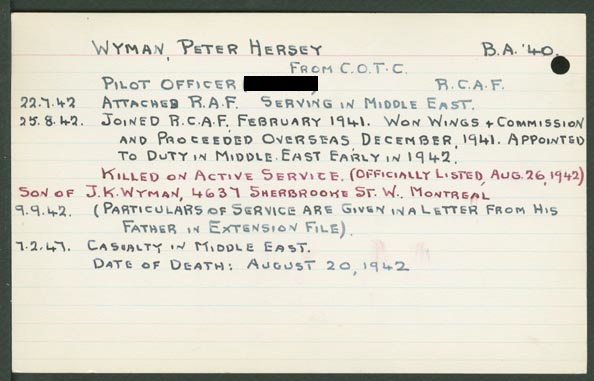 WYMAN, PETER HERSEY B.A. '40.
FROM C.O.T.C.
PILOT OFFICER R.C.A.F.
22.7.42 ATTACHED R.A.F. SERVING IN MIDDLE EAST.
25.8.42. JOINED R.C.A.F. FEBRUARY 1941. WON WINGS + COMMISSION
AND PROCEEDED OVERSEAS, DECEMBER, 1941. APPOINTED
TO DUTY IN MIDDLE EAST EARLY IN 1942.
KILLED ON ACTIVE SERVICE. (OFFICIALLY LISTED, AUG. 26, 1942)
SON OF J.K. WYMAN, 4637 SHERBROOKE ST. W. MONTREAL
9.9.42. (PARTICULARS OF SERVICE ARE GIVEN IN A LETTER FROM HIS
FATHER IN EXTENSION FILE).
7.2.47. CASUALTY IN MIDDLE EAST.
DATE OF DEATH: AUGUST 20, 1942